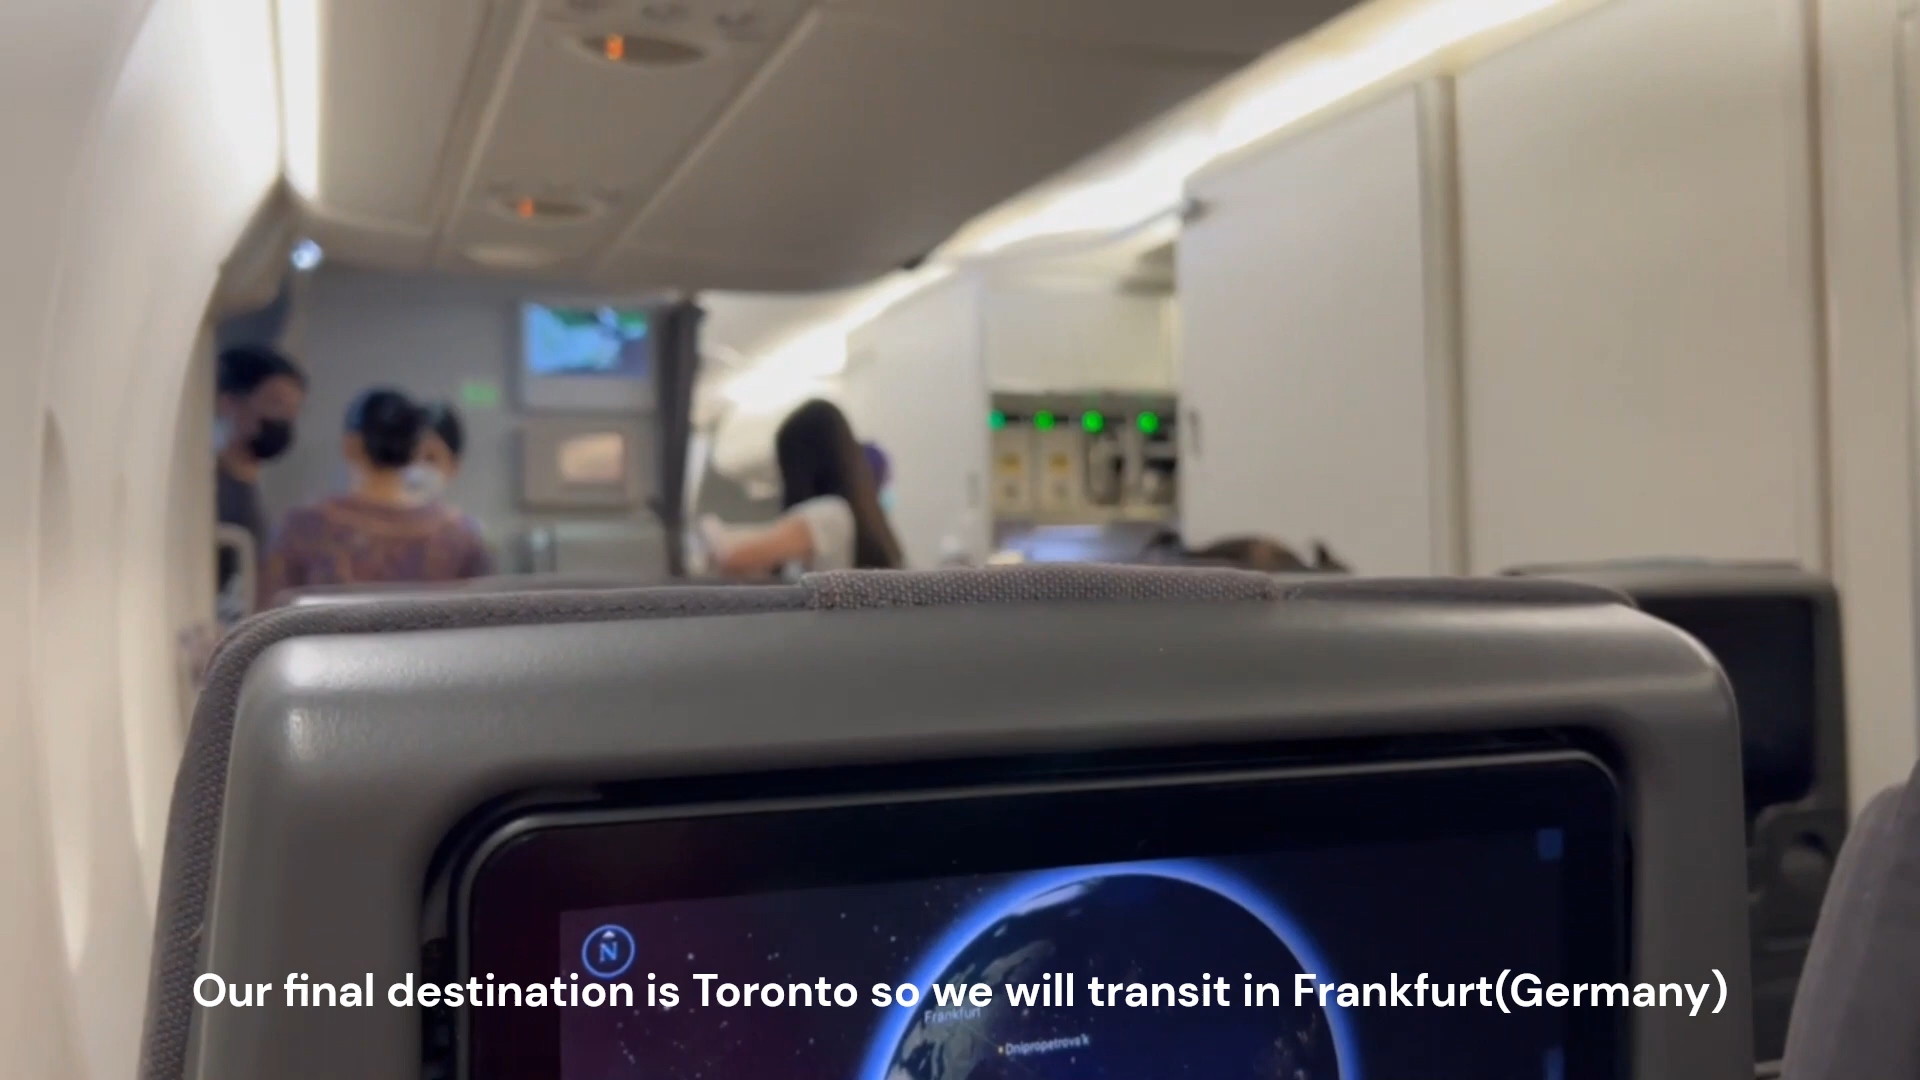 N
Our final destination is Toronto so we will transit in Frankfurt(Germany)
Frankfurt
Dnipropetrovs'k